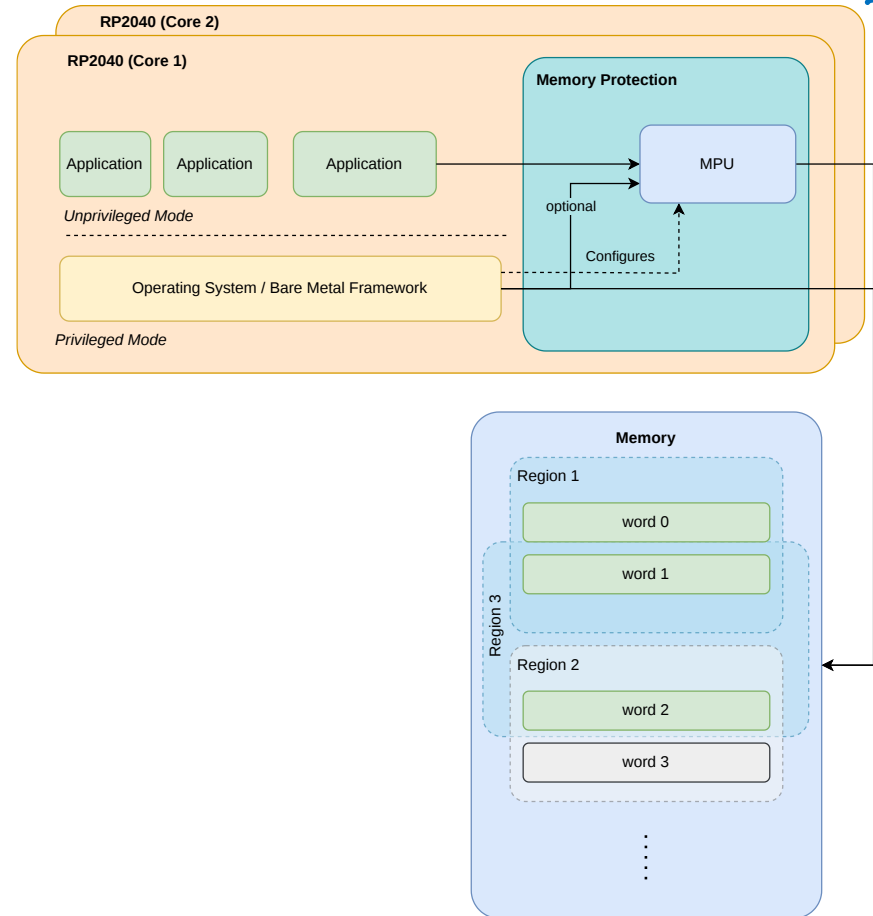 RP2040 (Core 2)
RP2040 (Core 1)
Memory Protection
Application
Application
Application
MPU
Unprivileged Mode
optional
Configures
Operating System / Bare Metal Framework
Privileged Mode
Memory
Region 1
word 0
word 1
Region 3
Region 2
word 2
word 3